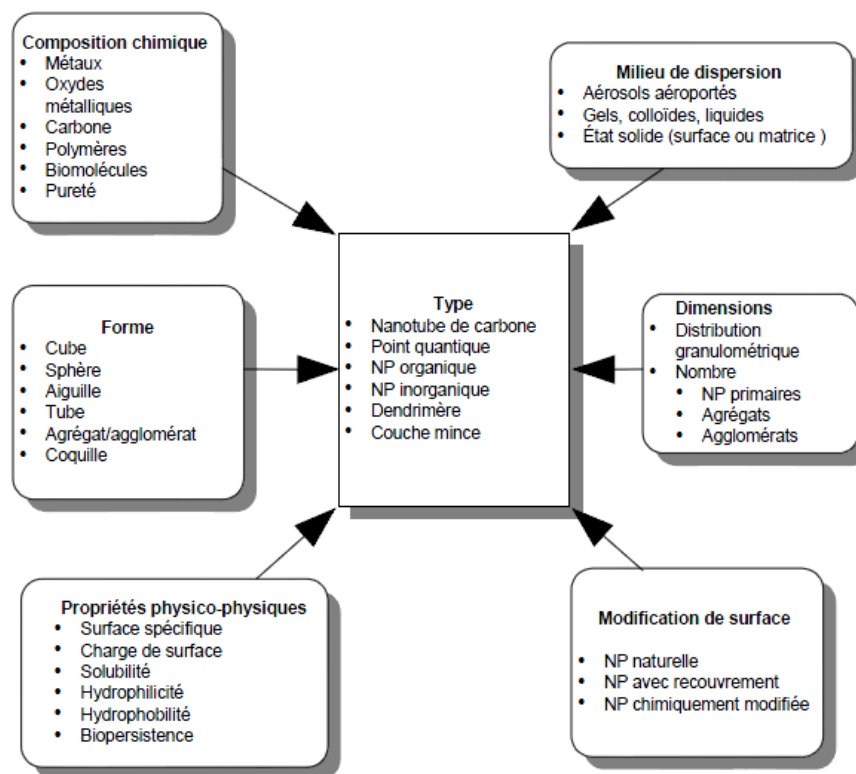 Composition chimique
• Métaux
• Oxydes
métalliques
• Carbone
• Polymères
• Biomolécules
• Pureté
Milieu de dispersion
• Aérosols aéroportés
• Gels, colloïdes, liquides
• État solide (surface ou matrice )
Forme
• Cube
• Sphère
• Aiguille
• Tube
• Agrégat/agglomérat
• Coquille
Type
• Nanotube de carbone
• Point quantique
• NP organique
• NP inorganique
• Dendrimère
• Couche mince
Dimensions
• Distribution
granulométrique
• Nombre
• NP primaires
• Agrégats
• Agglomérats
Propriétés physico-physiques
• Surface spécifique
• Charge de surface
• Solubilité
• Hydrophilicité
• Hydrophobilité
• Biopersistence
Modification de surface
• NP naturelle
• NP avec recouvrement
• NP chimiquement modifiée